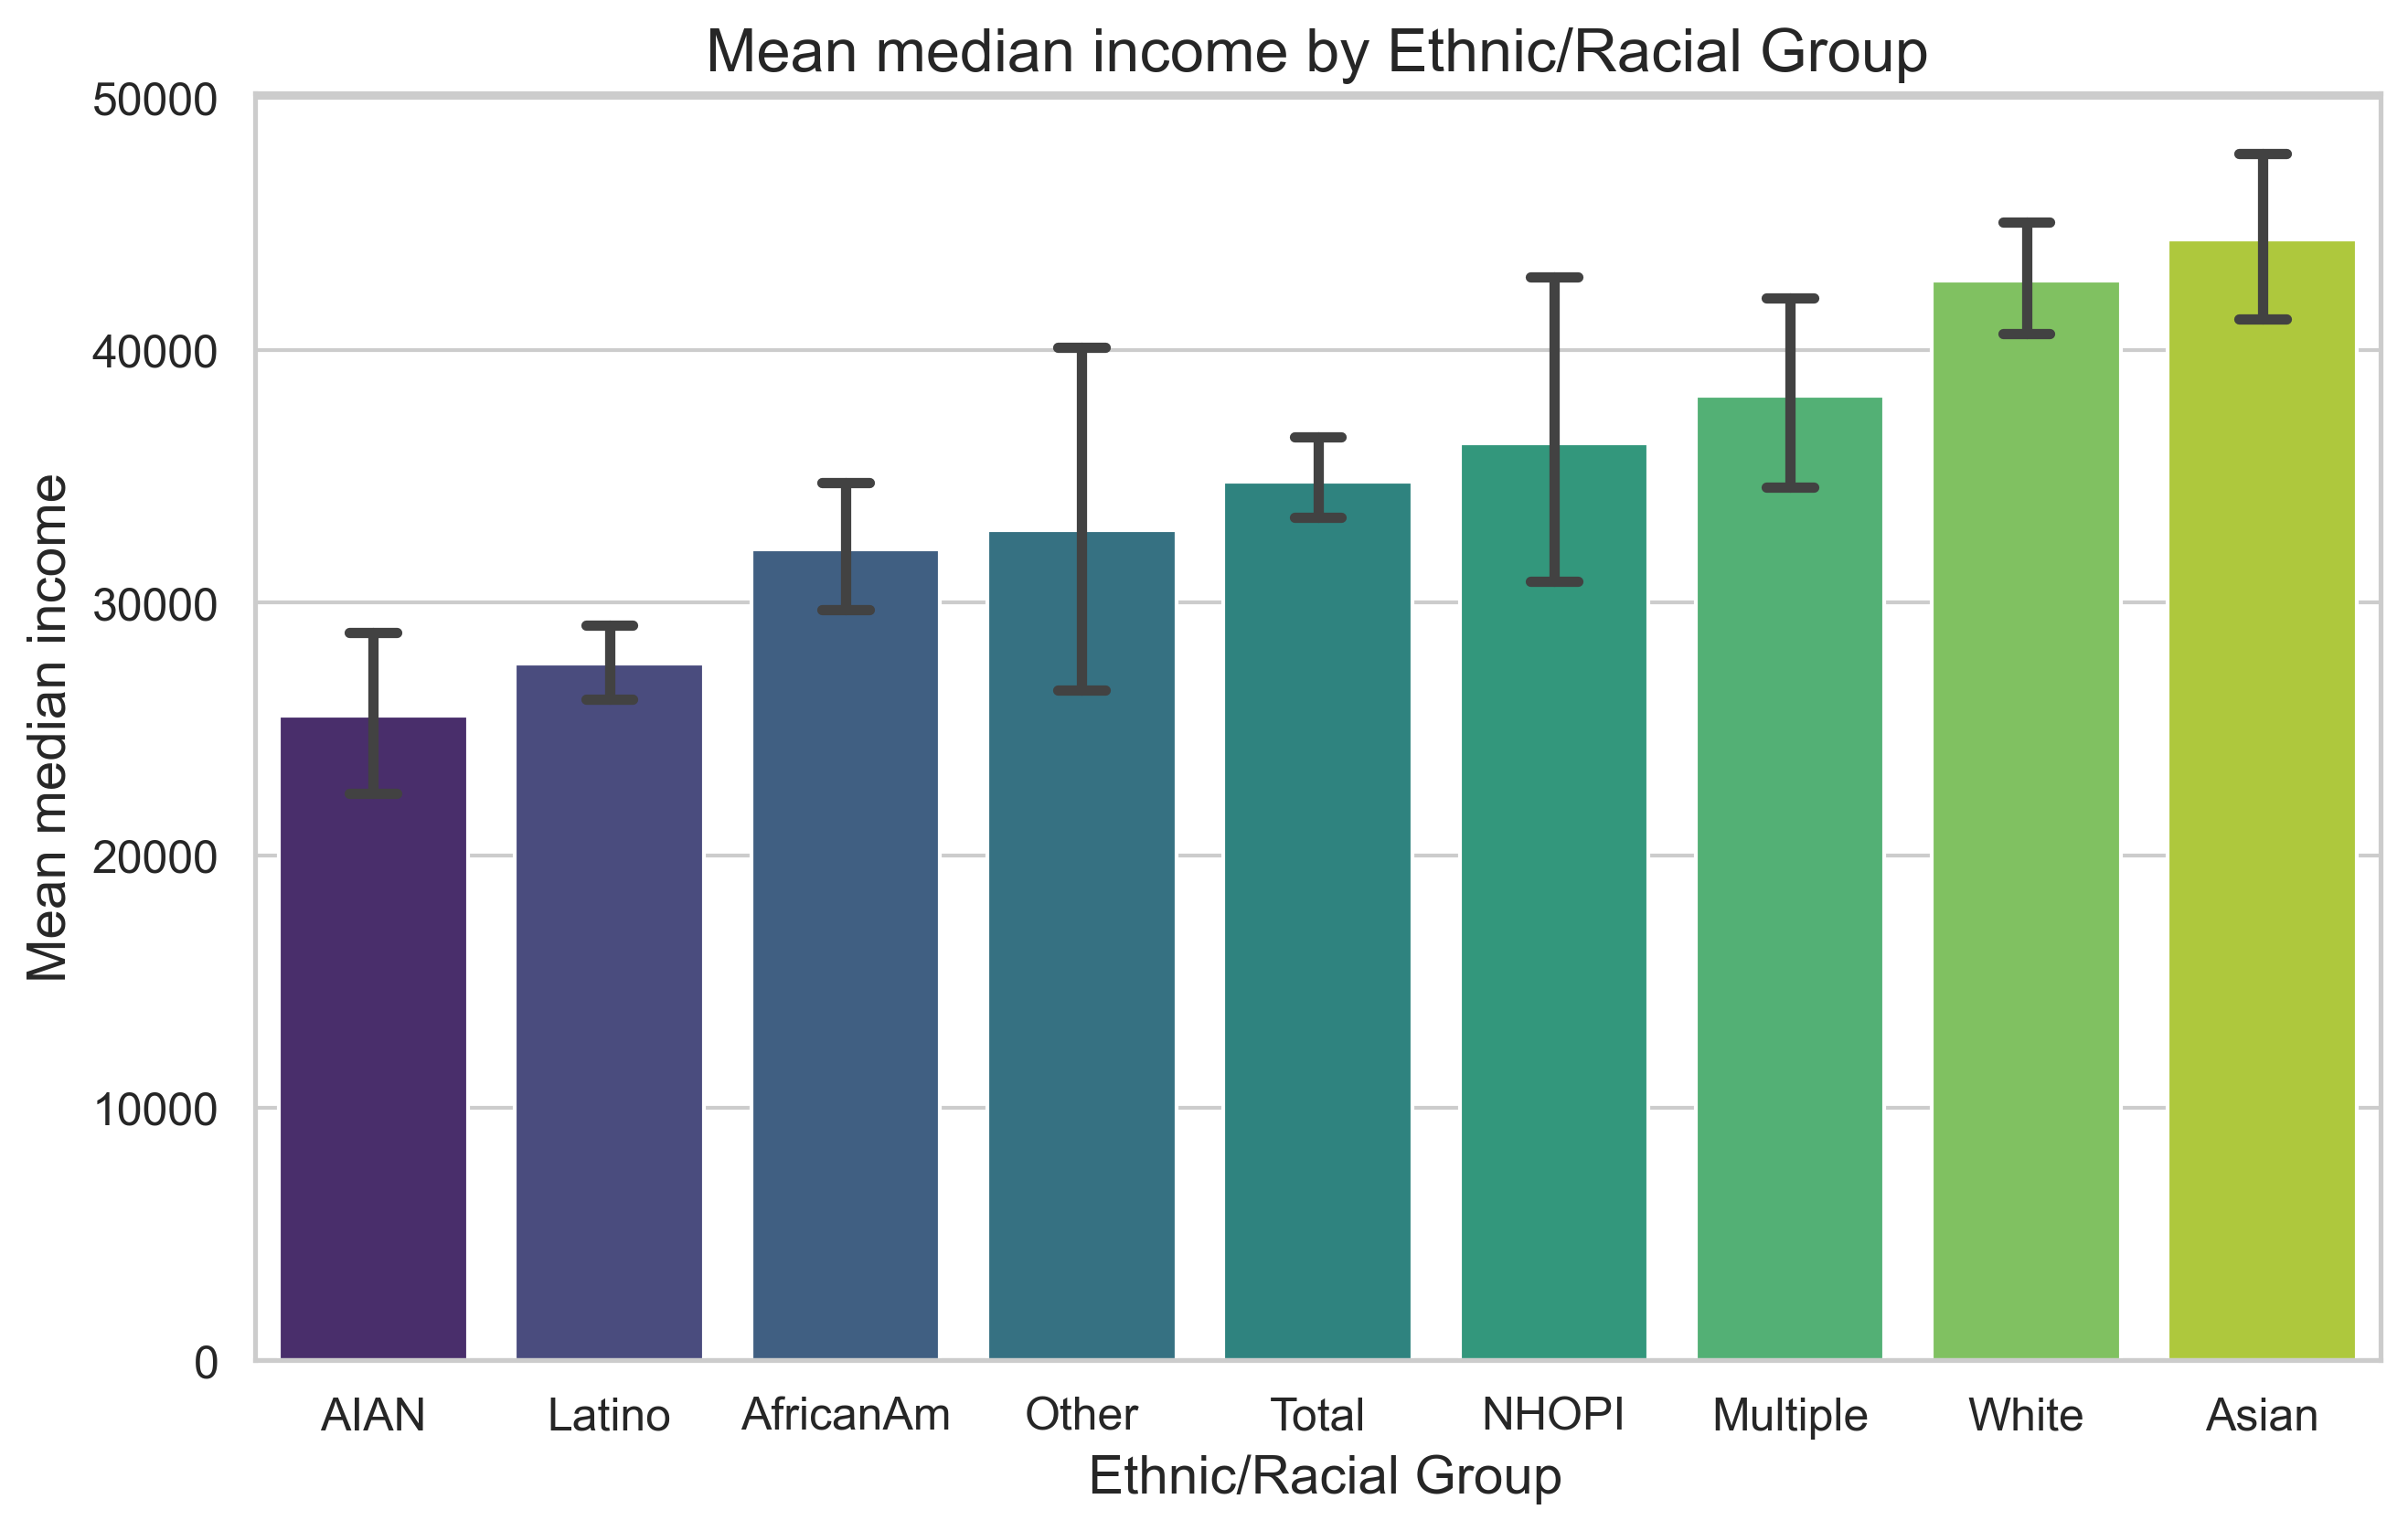 Mean median income by Ethnic/Racial Group
50000
40000
30000
20000
10000
0
Mean median income
AIAN Latino AfricanAm Other Total NHOPI Multiple White Asian
Ethnic/Racial Group